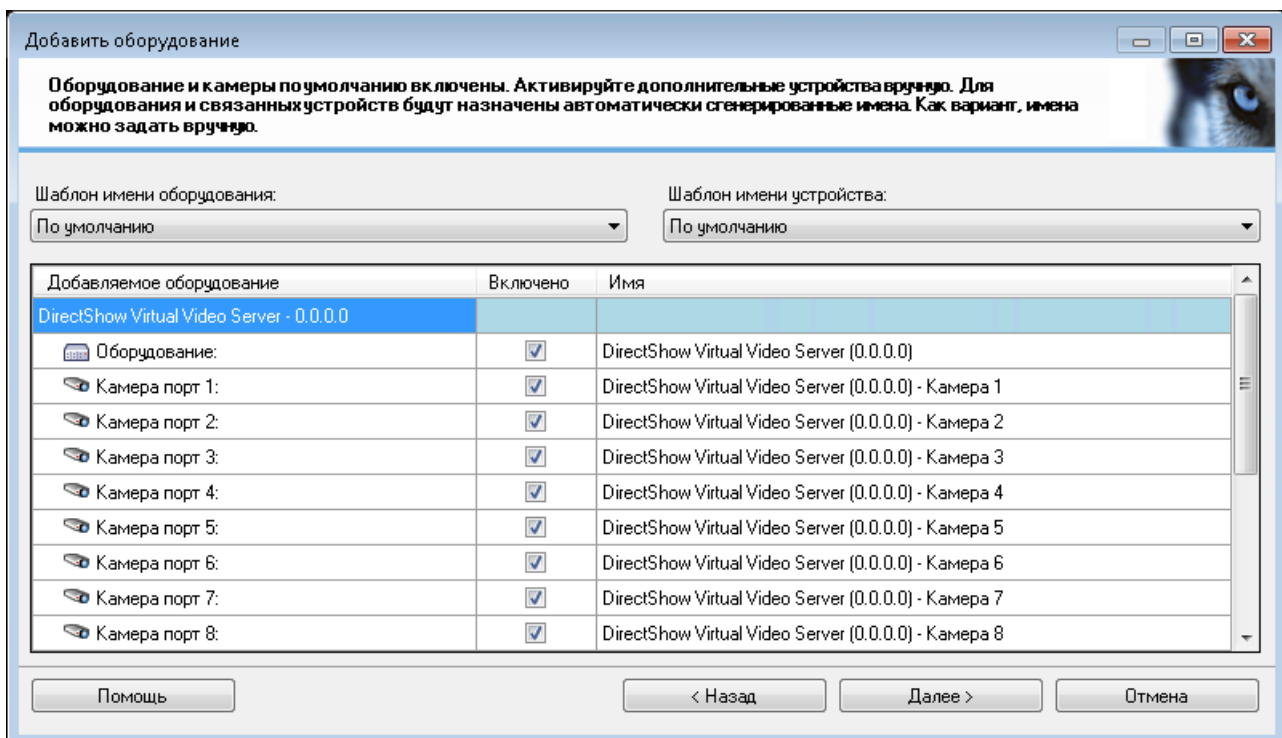 Добавить оборудование
Оборудование и камеры по умолчанию включены. Активируйте дополнительные устройства вручную. Для
оборудования и связанных устройств будут назначены автоматически сгенерированные имена. Как вариант, имена
можно задать вручную.
Шаблон имени оборудования: Шаблон имени устройства:
По умолчанию По умолчанию
Добавляемое оборудование Включено Имя
DirectShow Virtual Video Server - 0.0.0.0
Оборудование: DirectShow Virtual Video Server (0.0.0.0)
Камера порт 1: DirectShow Virtual Video Server (0.0.0.0) - Камера 1
Камера порт 2: DirectShow Virtual Video Server (0.0.0.0) - Камера 2
Камера порт 3: DirectShow Virtual Video Server (0.0.0.0) - Камера 3
Камера порт 4: DirectShow Virtual Video Server (0.0.0.0) - Камера 4
Камера порт 5: DirectShow Virtual Video Server (0.0.0.0) - Камера 5
Камера порт 6: DirectShow Virtual Video Server (0.0.0.0) - Камера 6
Камера порт 7: DirectShow Virtual Video Server (0.0.0.0) - Камера 7
Камера порт 8: DirectShow Virtual Video Server (0.0.0.0) - Камера 8
Помощь < Назад Далее > Отмена